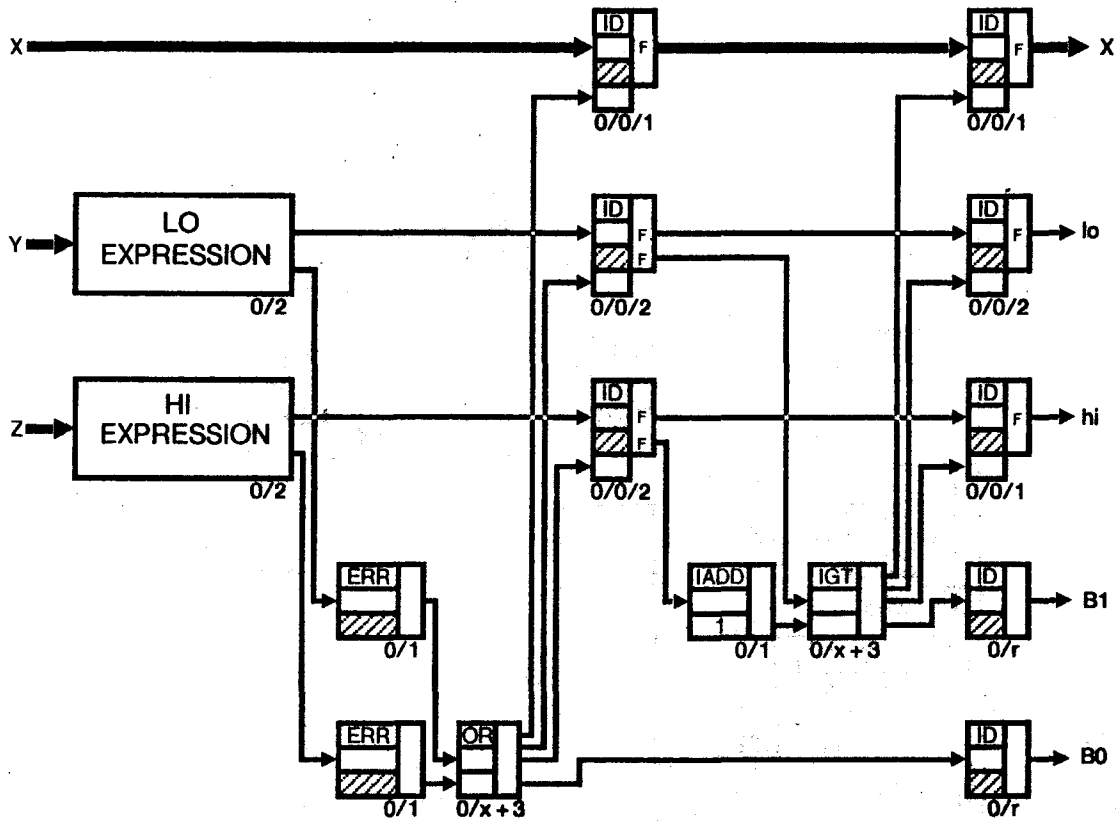 ID ID
X F F X
0/0/1 0/0/1
LO EXPRESSION
ID ID
Y F F lo
F
0/2 0/0/2 0/0/2
HI EXPRESSION
ID ID
Z F F hi
F
0/2 0/0/2 0/0/1
ERR IADD IGT ID
1 B1
0/1 0/1 0/x + 3 0/r
ERR OR ID
B0
0/1 0/x + 3 0/r